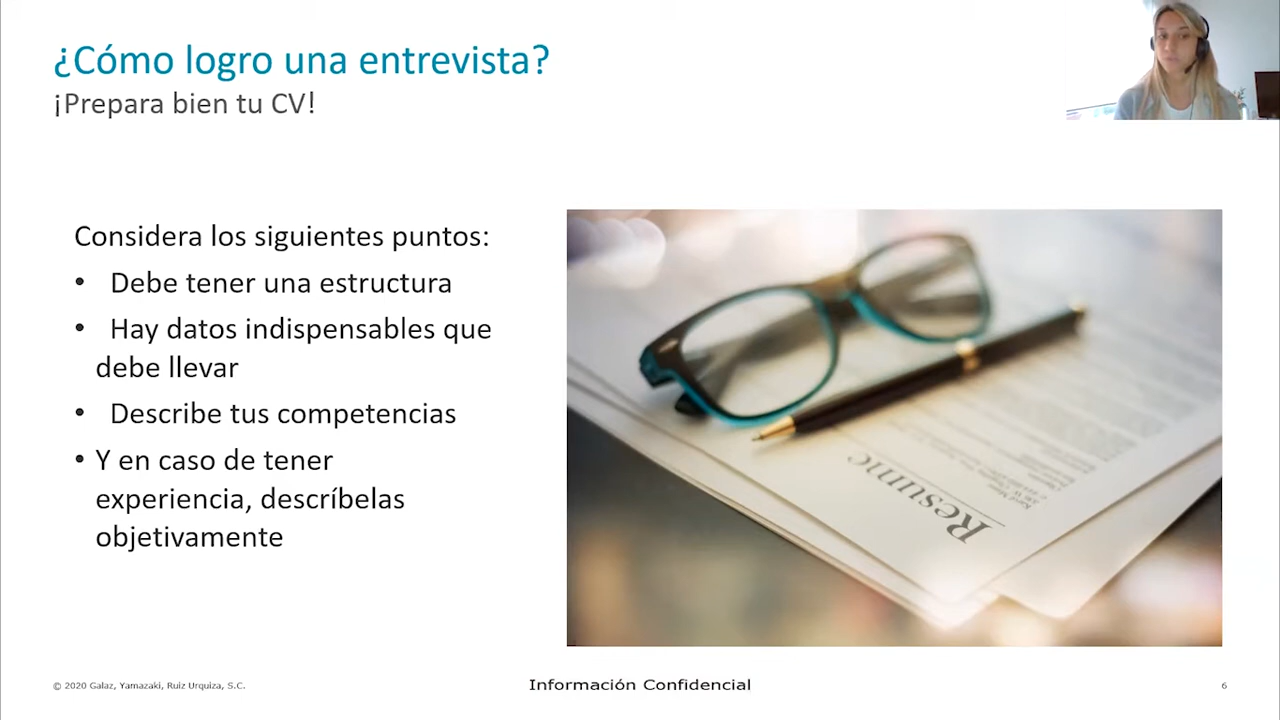 ¿Cómo logro una entrevista?
¡Prepara bien tu CV!
Considera los siguientes puntos:
• Debe tener una estructura
• Hay datos indispensables que
debe llevar
• Describe tus competencias
• Y en caso de tener
experiencia, descríbelas
objetivamente
Resume
© 2020 Galaz, Yamazaki, Ruiz Urquiza, S.C.
Información Confidencial
6